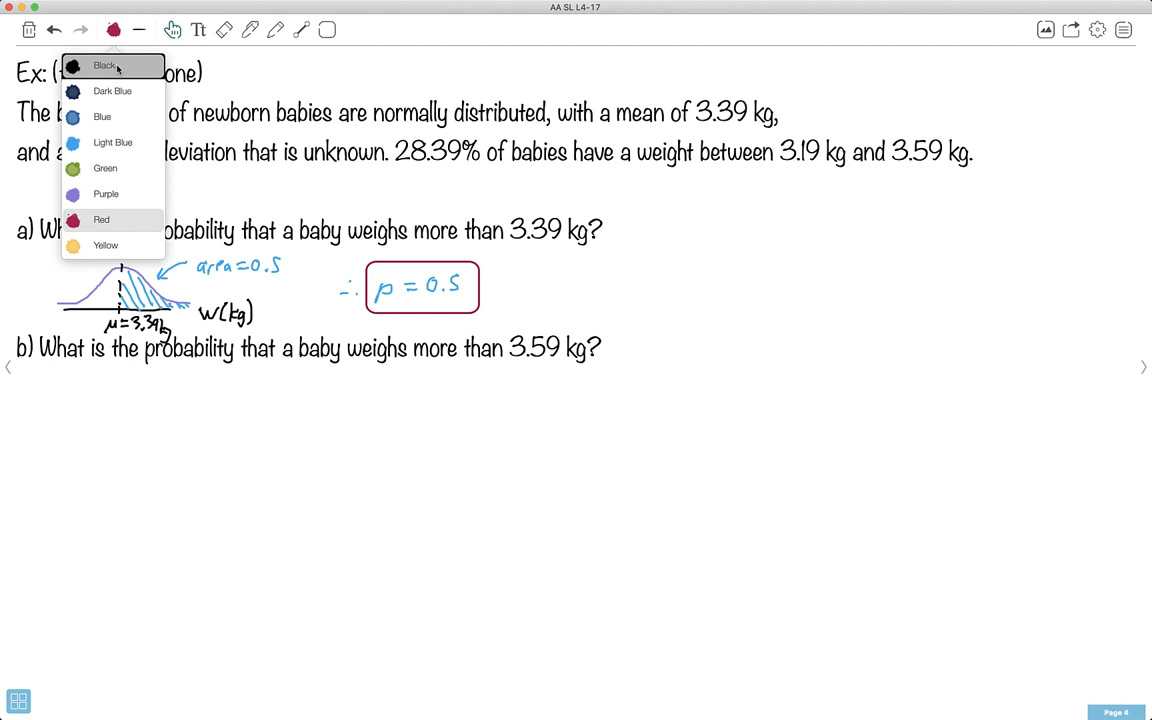 AA SL L4-17
Tt
Black
Dark Blue
Blue
Light Blue
Green
Purple
Red
Yellow
Ex: ( one)
The of newborn babies are normally distributed, with a mean of 3.39 kg,
and deviation that is unknown. 28.39% of babies have a weight between 3.19 kg and 3.59 kg.
a) Wh obability that a baby weighs more than 3.39 kg?
area=0.5
∴ p = 0.5
W(kg)
μ=3.39kg
b) What is the probability that a baby weighs more than 3.59 kg?
Page 4